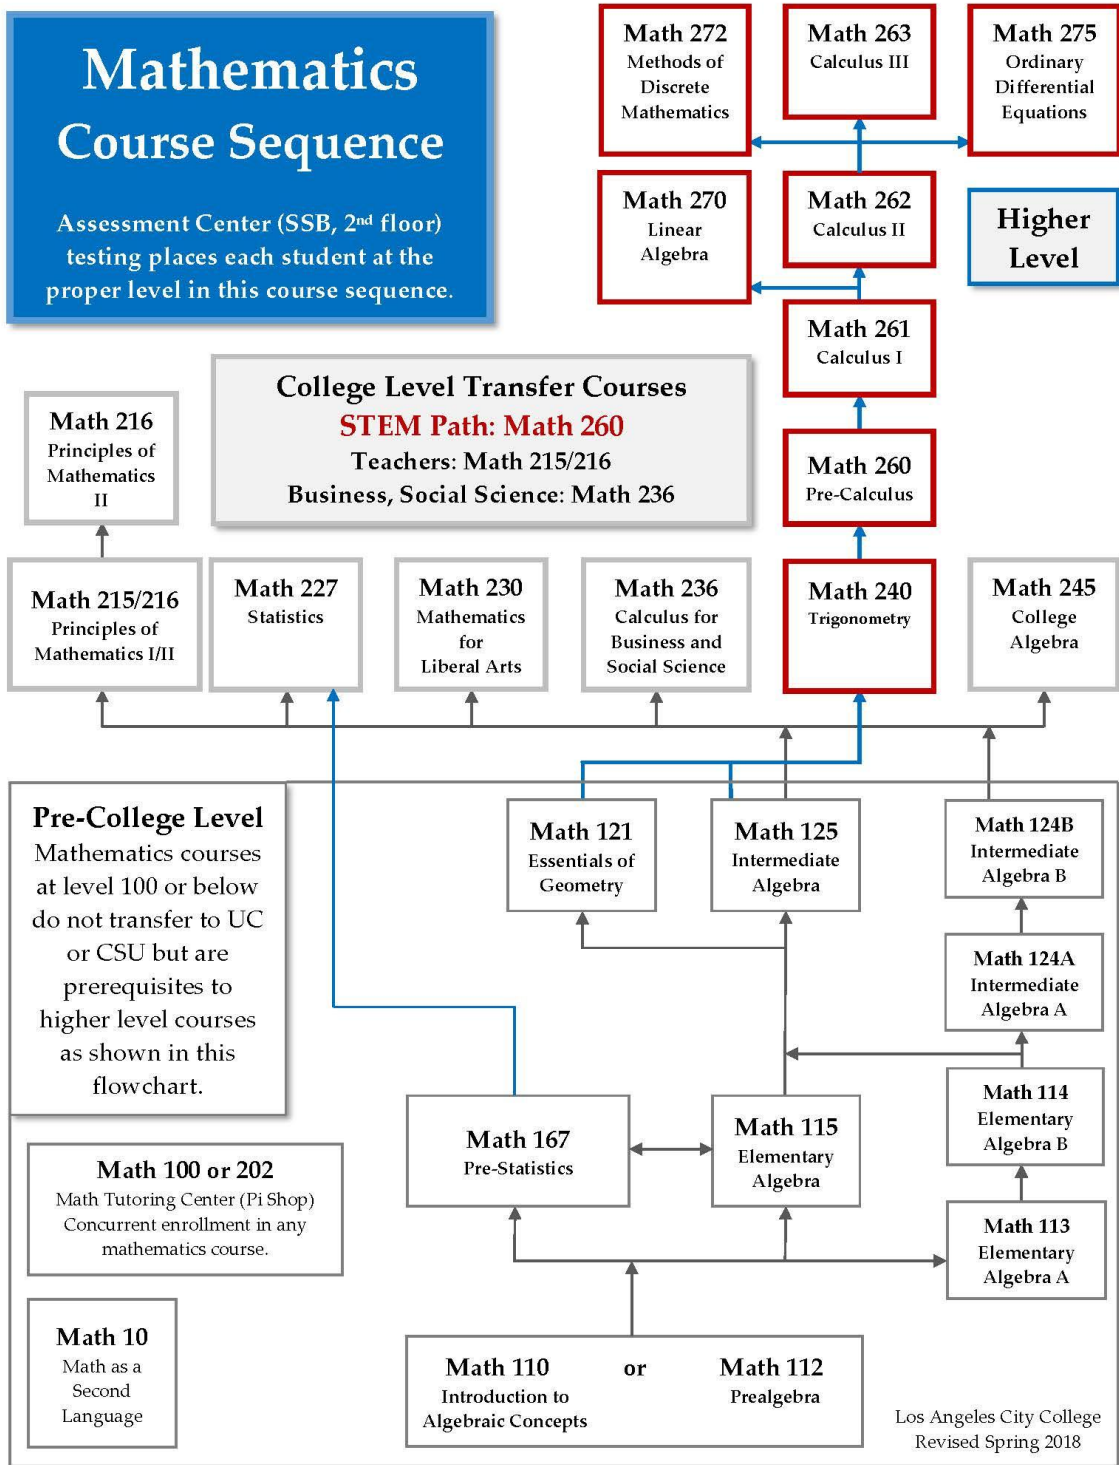 Mathematics
Course Sequence
Assessment Center (SSB, 2nd floor)
testing places each student at the
proper level in this course sequence.
Math 272
Methods of
Discrete
Mathematics
Math 263
Calculus III
Math 275
Ordinary
Differential
Equations
Math 270
Linear
Algebra
Math 262
Calculus II
Higher
Level
Math 261
Calculus I
College Level Transfer Courses
STEM Path: Math 260
Teachers: Math 215/216
Business, Social Science: Math 236
Math 216
Principles of
Mathematics
II
Math 260
Pre-Calculus
Math 215/216
Principles of
Mathematics I/II
Math 227
Statistics
Math 230
Mathematics
for
Liberal Arts
Math 236
Calculus for
Business and
Social Science
Math 240
Trigonometry
Math 245
College
Algebra
Pre-College Level
Mathematics courses
at level 100 or below
do not transfer to UC
or CSU but are
prerequisites to
higher level courses
as shown in this
flowchart.
Math 121
Essentials of
Geometry
Math 125
Intermediate
Algebra
Math 124B
Intermediate
Algebra B
Math 124A
Intermediate
Algebra A
Math 114
Elementary
Algebra B
Math 167
Pre-Statistics
Math 115
Elementary
Algebra
Math 100 or 202
Math Tutoring Center (Pi Shop)
Concurrent enrollment in any
mathematics course.
Math 113
Elementary
Algebra A
Math 10
Math as a
Second
Language
Math 110 or Math 112
Introduction to
Algebraic Concepts
Prealgebra
Los Angeles City College
Revised Spring 2018